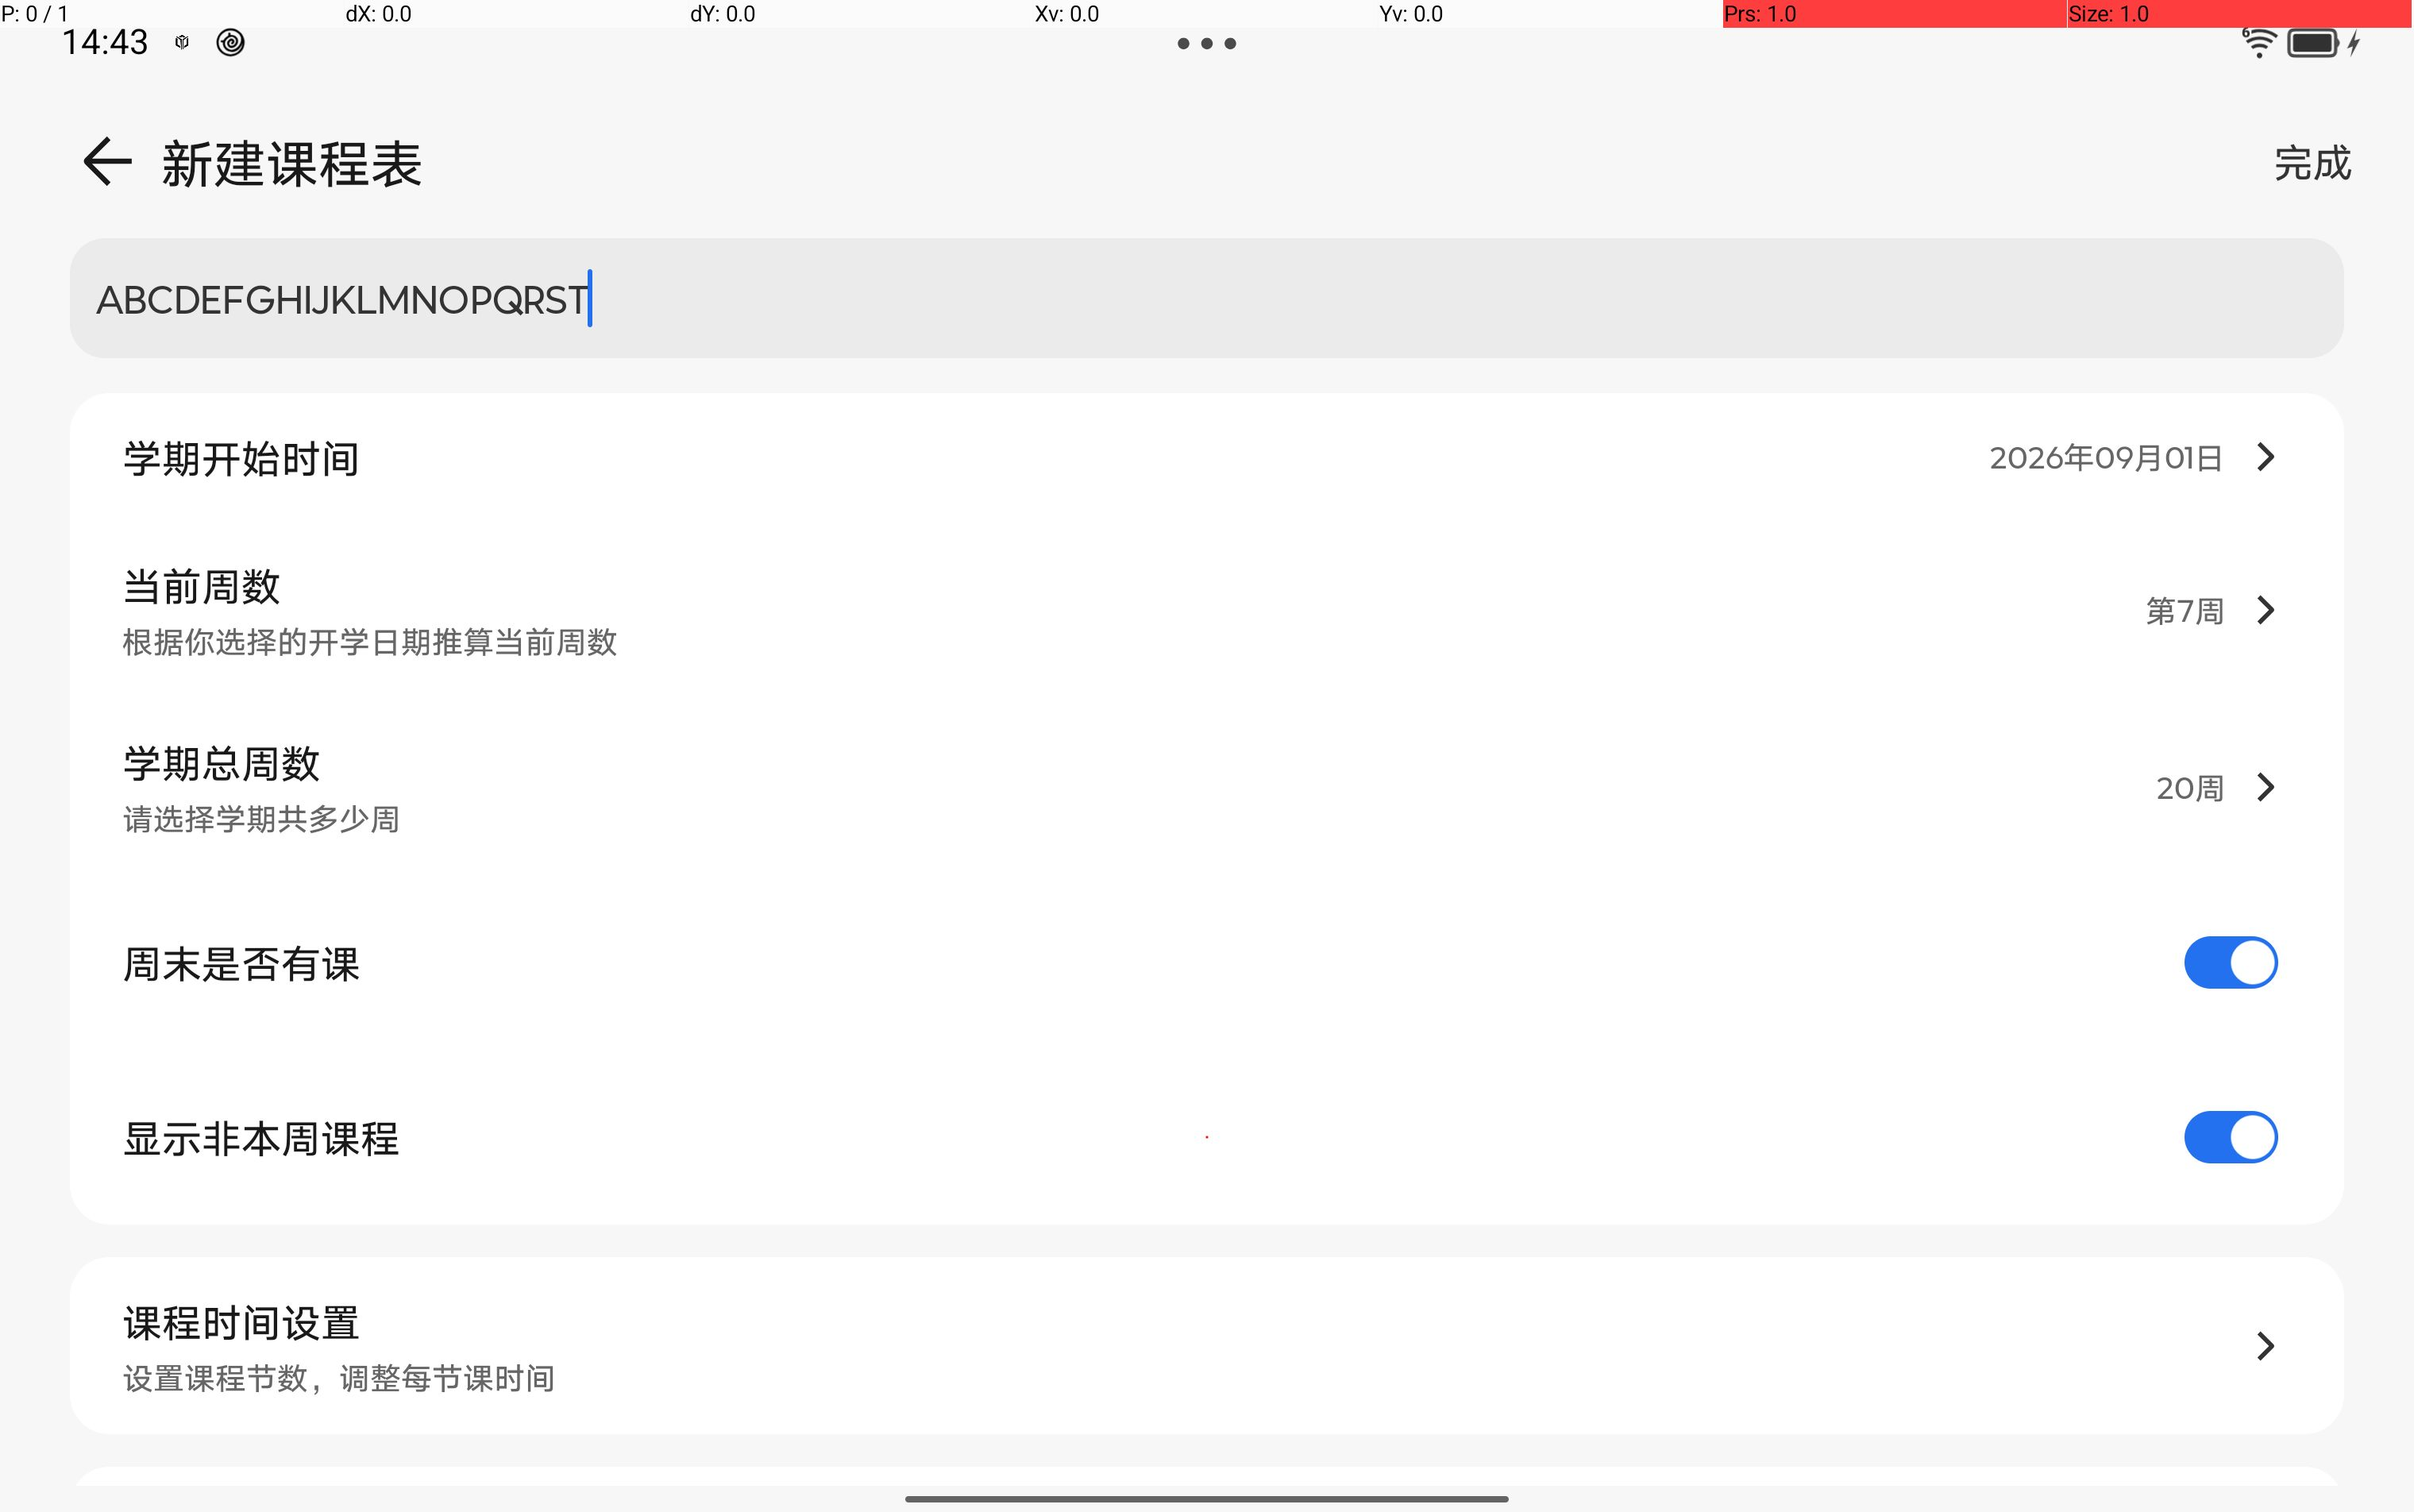 P: 0 / 1 dX: 0.0 dY: 0.0 Xv: 0.0 Yv: 0.0 Prs: 1.0 Size: 1.0
14:43 6
新建课程表 完成
ABCDEFGHIJKLMNOPQRST
学期开始时间 2026年09月01日
当前周数 第7周
根据你选择的开学日期推算当前周数
学期总周数 20周
请选择学期共多少周
周末是否有课
显示非本周课程
课程时间设置
设置课程节数，调整每节课时间